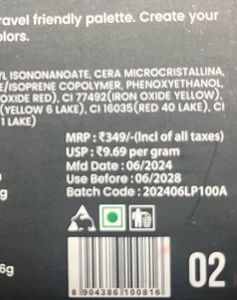 ravel friendly palette. Create your
olors.
YL ISONONANOATE, CERA MICROCRISTALLINA,
E/ISOPRENE COPOLYMER, PHENOXYETHANOL,
OXIDE RED), CI 77492(IRON OXIDE YELLOW),
(YELLOW 6 LAKE), CI 16035(RED 40 LAKE), CI
1 LAKE)
MRP : ₹349/-(Incl of all taxes)
USP : ₹9.69 per gram
Mfd Date : 06/2024
Use Before : 06/2028
Batch Code : 202406LP100A
g
6g
8 904386 100816
02